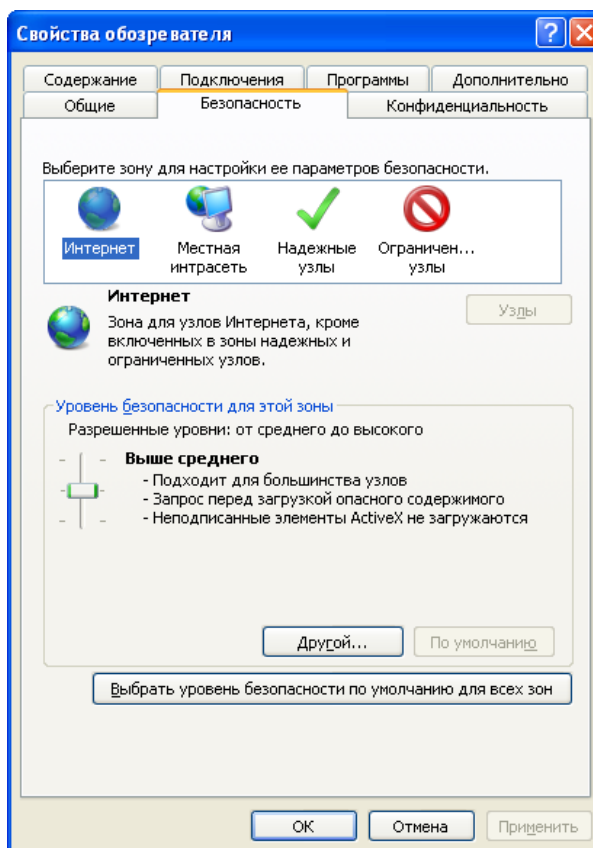 Свойства обозревателя
Содержание Подключения Программы Дополнительно
Общие Безопасность Конфиденциальность
Выберите зону для настройки ее параметров безопасности.
Интернет Местная Надежные Ограничен...
интрасеть узлы узлы
Интернет
Узлы
Зона для узлов Интернета, кроме
включенных в зоны надежных и
ограниченных узлов.
Уровень безопасности для этой зоны
Разрешенные уровни: от среднего до высокого
Выше среднего
- Подходит для большинства узлов
- Запрос перед загрузкой опасного содержимого
- Неподписанные элементы ActiveX не загружаются
Другой... По умолчанию
Выбрать уровень безопасности по умолчанию для всех зон
ОК Отмена Применить